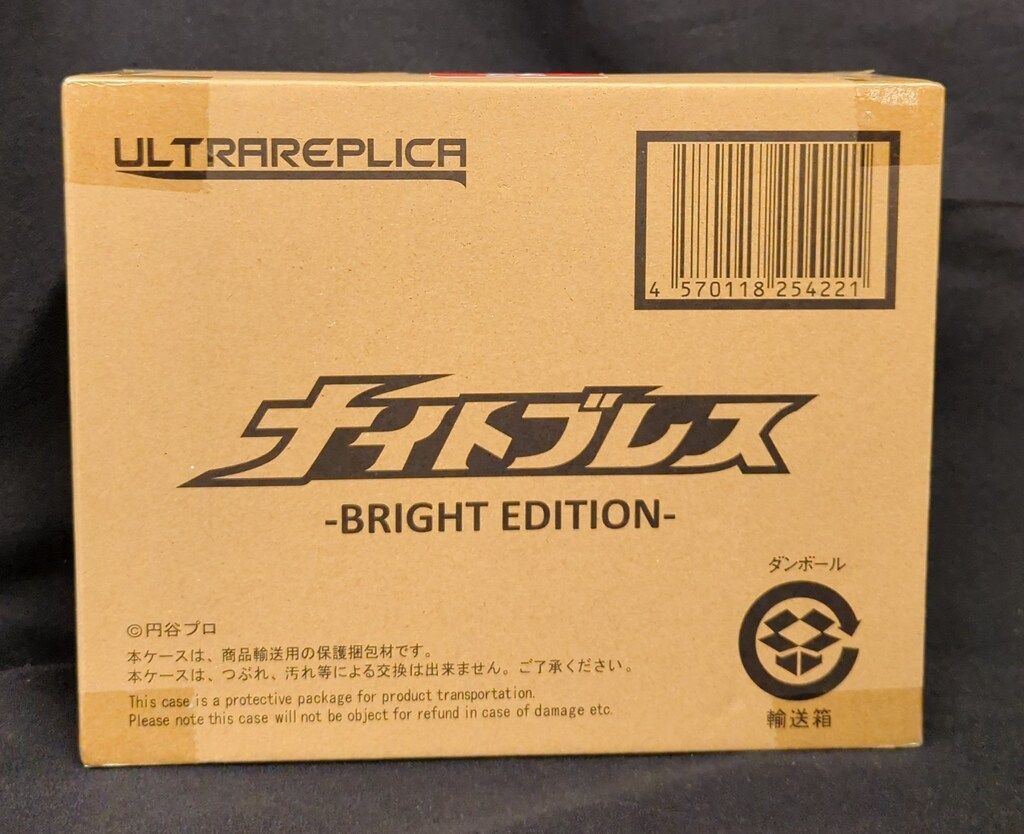 ULTRAREPLICA
4 570118 254221
ナイトブレス
-BRIGHT EDITION-
ダンボール
輸送箱
©円谷プロ
本ケースは、商品輸送用の保護梱包材です。
本ケースは、つぶれ、汚れ等による交換は出来ません。ご了承ください。
This case is a protective package for product transportation.
Please note this case will not be object for refund in case of damage etc.